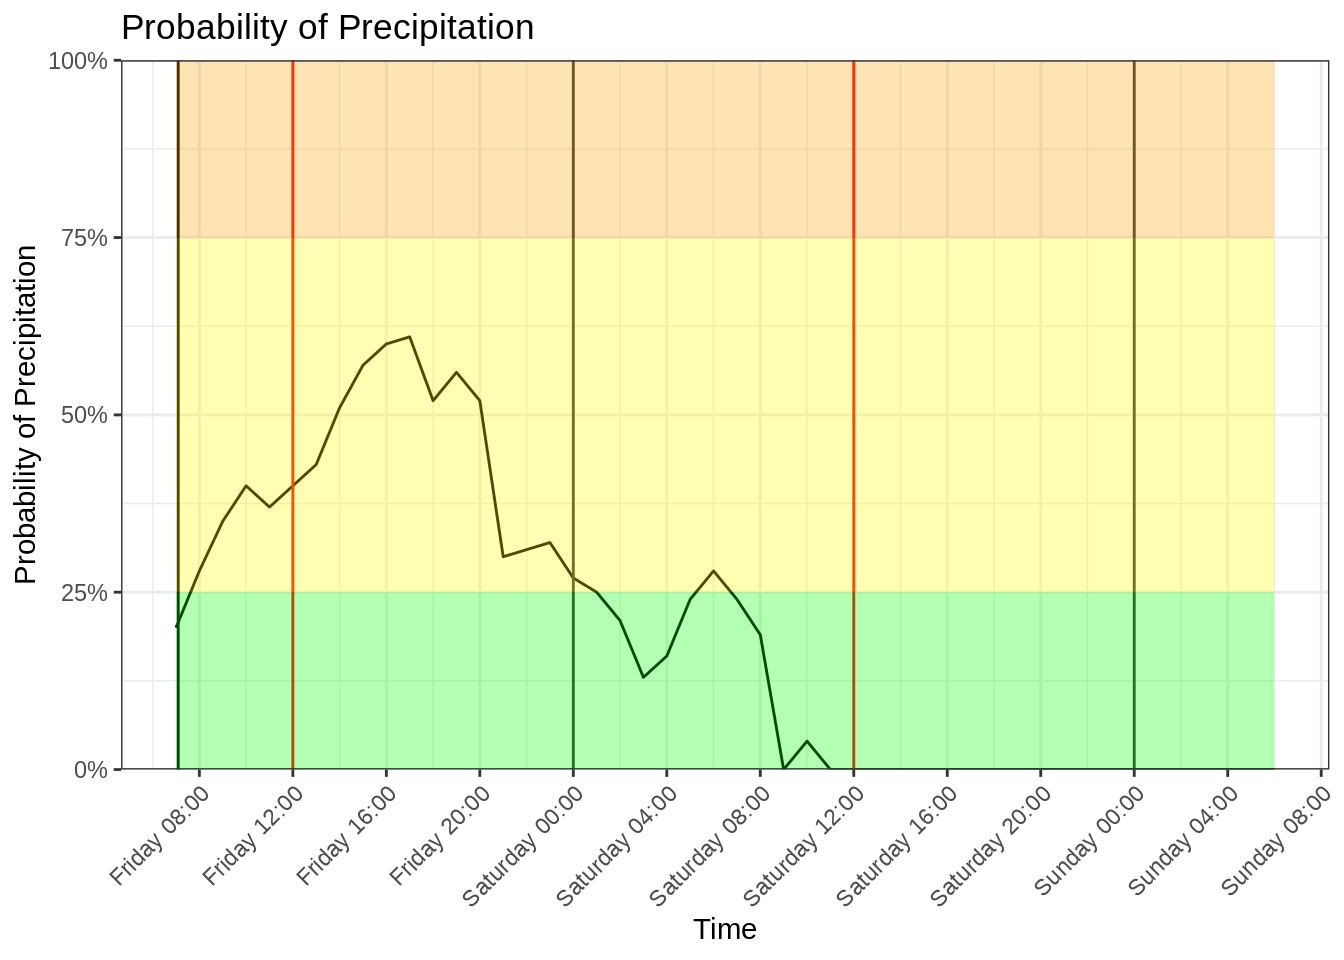 Probability of Precipitation
Probability of Precipitation
100%
75%
50%
25%
0%
Friday 08:00
Friday 12:00
Friday 16:00
Friday 20:00
Saturday 00:00
Saturday 04:00
Saturday 08:00
Saturday 12:00
Saturday 16:00
Saturday 20:00
Sunday 00:00
Sunday 04:00
Sunday 08:00
Time